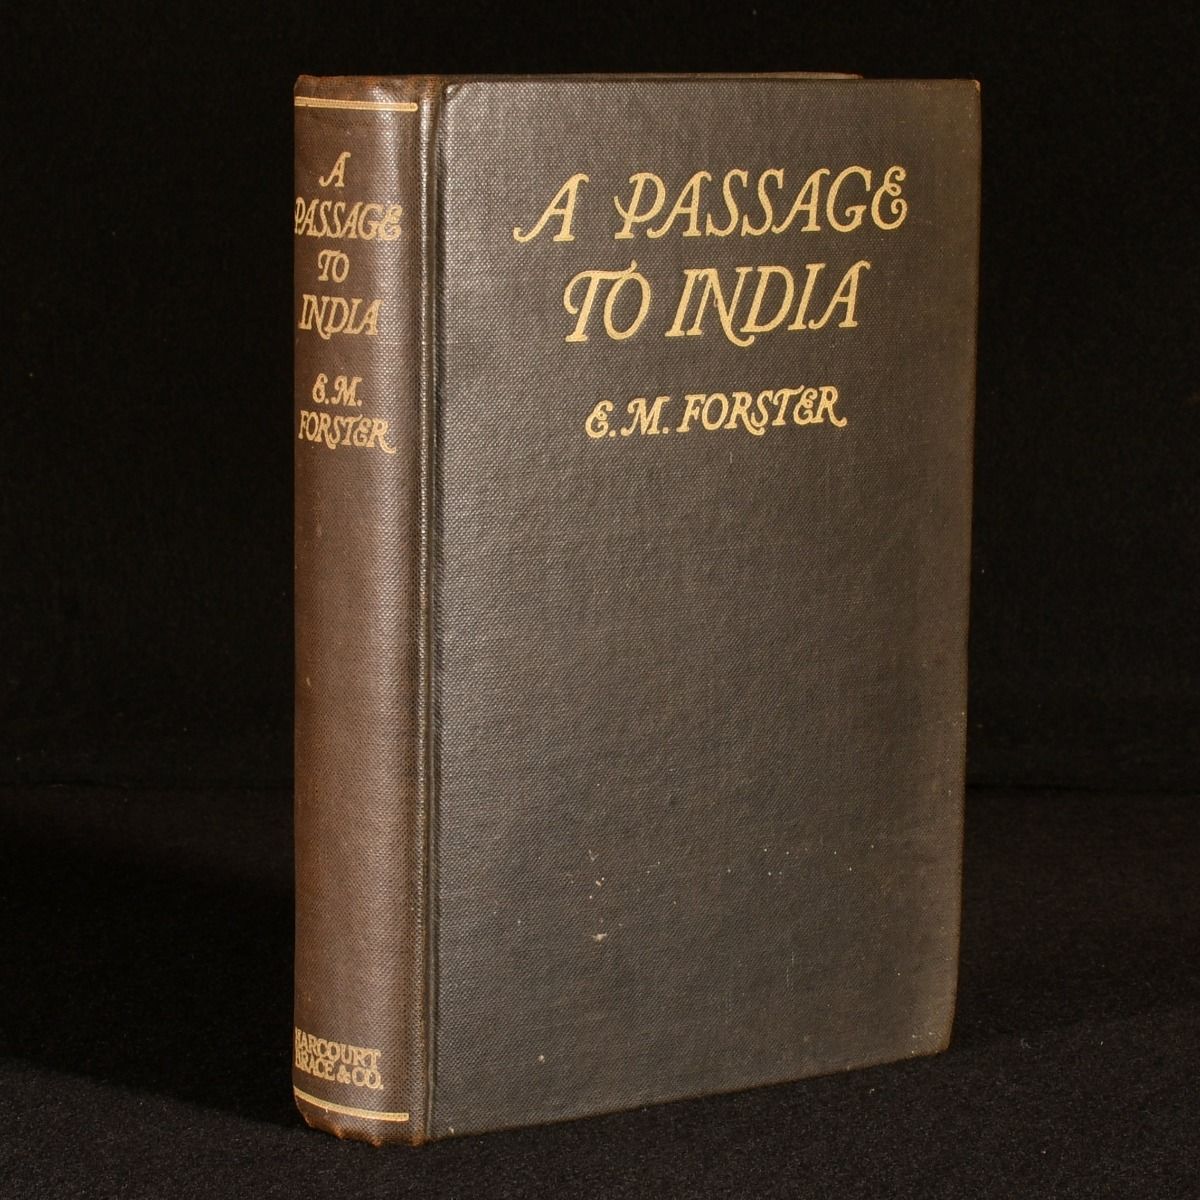 A
PASSAGE
TO
INDIA
E.M.
FORSTER
HARCOURT
BRACE & CO.
A PASSAGE
TO INDIA
E.M. FORSTER